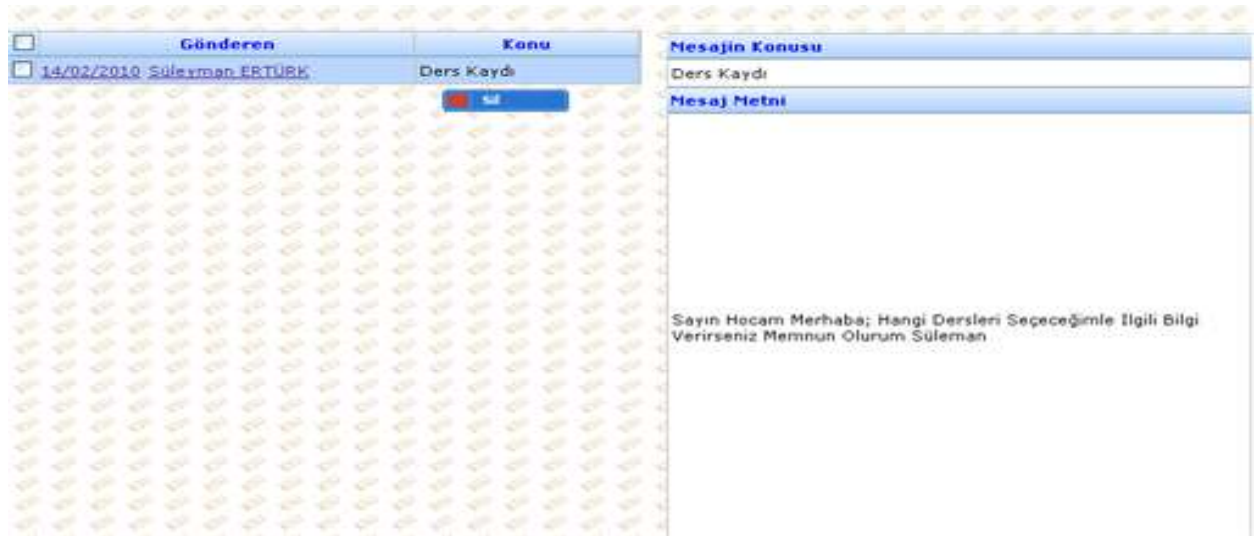 Gönderen Konu
14/02/2010 Süleyman ERTÜRK Ders Kaydı
Sil
Mesajin Konusu
Ders Kaydı
Mesaj Metni
Sayın Hocam Merhaba; Hangi Dersleri Seçeceğimle İlgili Bilgi
Verirseniz Memnun Olurum Süleman